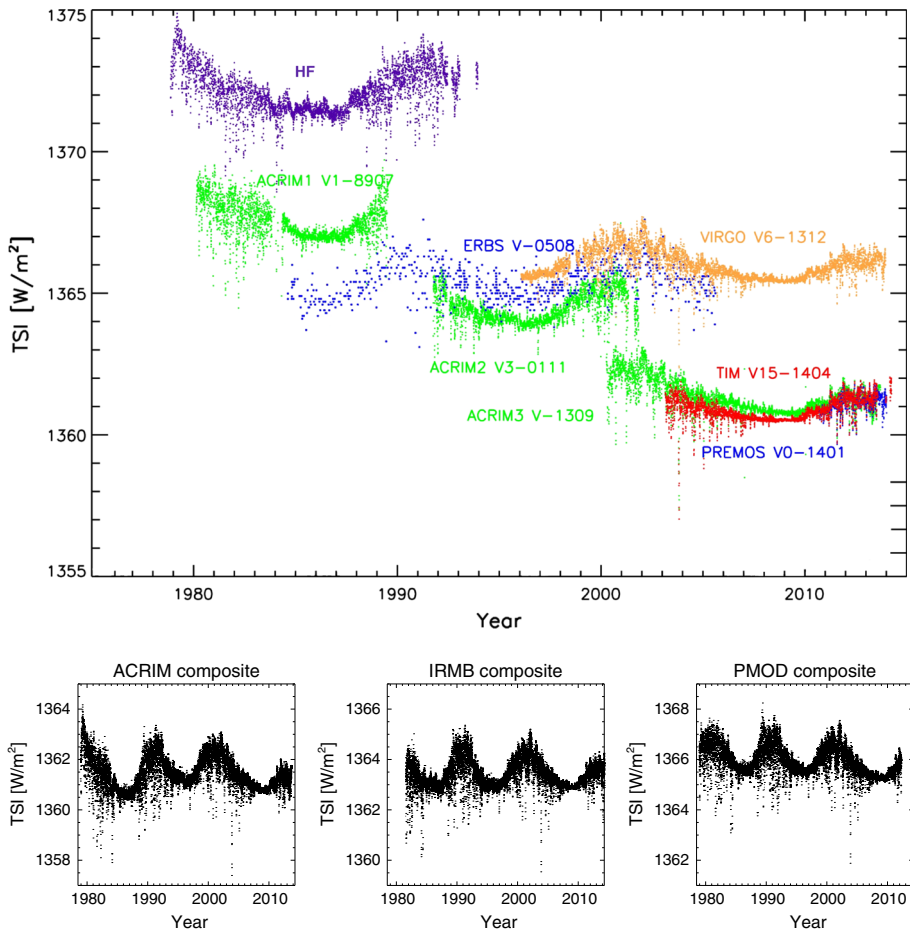 1375
HF
1370
ACRIM1 V1-8907
ERBS V-0508
VIRGO V6-1312
1365
TSI [W/m²]
ACRIM2 V3-0111
TIM V15-1404
ACRIM3 V-1309
1360
PREMOS V0-1401
1355
1980 1990 2000 2010
Year
ACRIM composite
1364
1362
1360
1358
TSI [W/m²]
1980 1990 2000 2010
Year
IRMB composite
1366
1364
1362
1360
TSI [W/m²]
1980 1990 2000 2010
Year
PMOD composite
1368
1366
1364
1362
TSI [W/m²]
1980 1990 2000 2010
Year